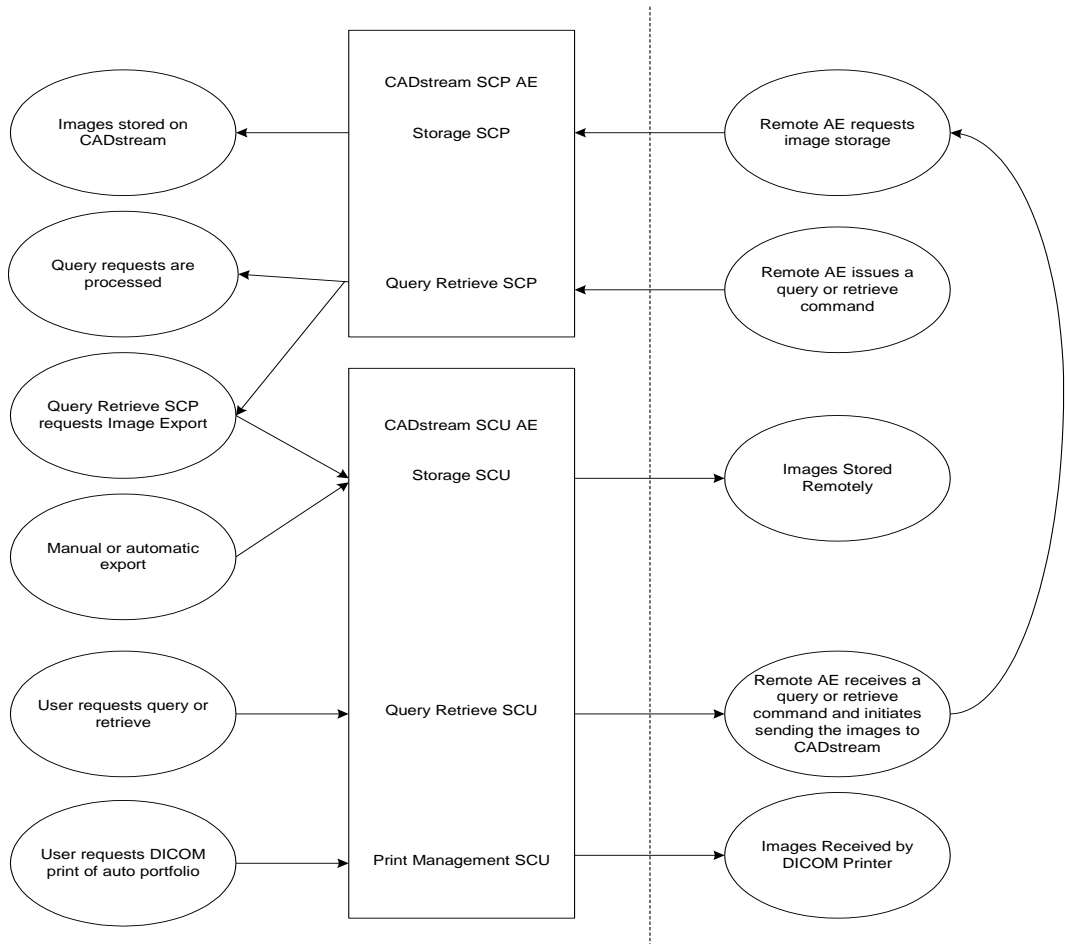 CADstream SCP AE
Images stored on
CADstream
Storage SCP
Remote AE requests
image storage
Query requests are
processed
Query Retrieve SCP
Remote AE issues a
query or retrieve
command
Query Retrieve SCP
requests Image Export
CADstream SCU AE
Storage SCU
Images Stored
Remotely
Manual or automatic
export
User requests query or
retrieve
Query Retrieve SCU
Remote AE receives a
query or retrieve
command and initiates
sending the images to
CADstream
User requests DICOM
print of auto portfolio
Print Management SCU
Images Received by
DICOM Printer